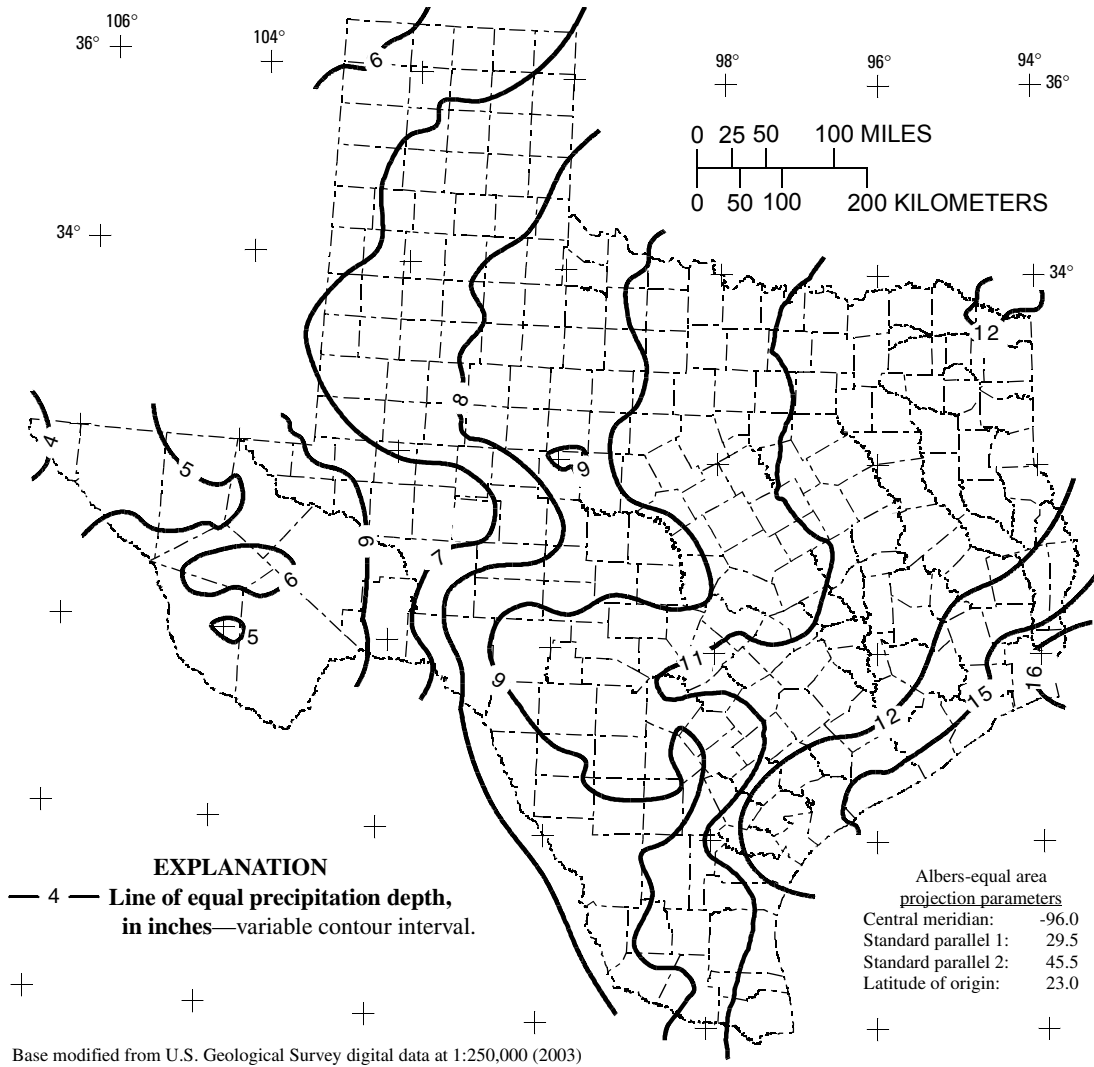 106°
36°
104°
98°
96°
94°
36°
6
0 25 50 100 MILES
0 50 100 200 KILOMETERS
34°
34°
12
8
4
5
9
6
7
6
5
11
9
16
15
12
EXPLANATION
4 Line of equal precipitation depth,
in inches—variable contour interval.
Albers-equal area
projection parameters
Central meridian: -96.0
Standard parallel 1: 29.5
Standard parallel 2: 45.5
Latitude of origin: 23.0
Base modified from U.S. Geological Survey digital data at 1:250,000 (2003)